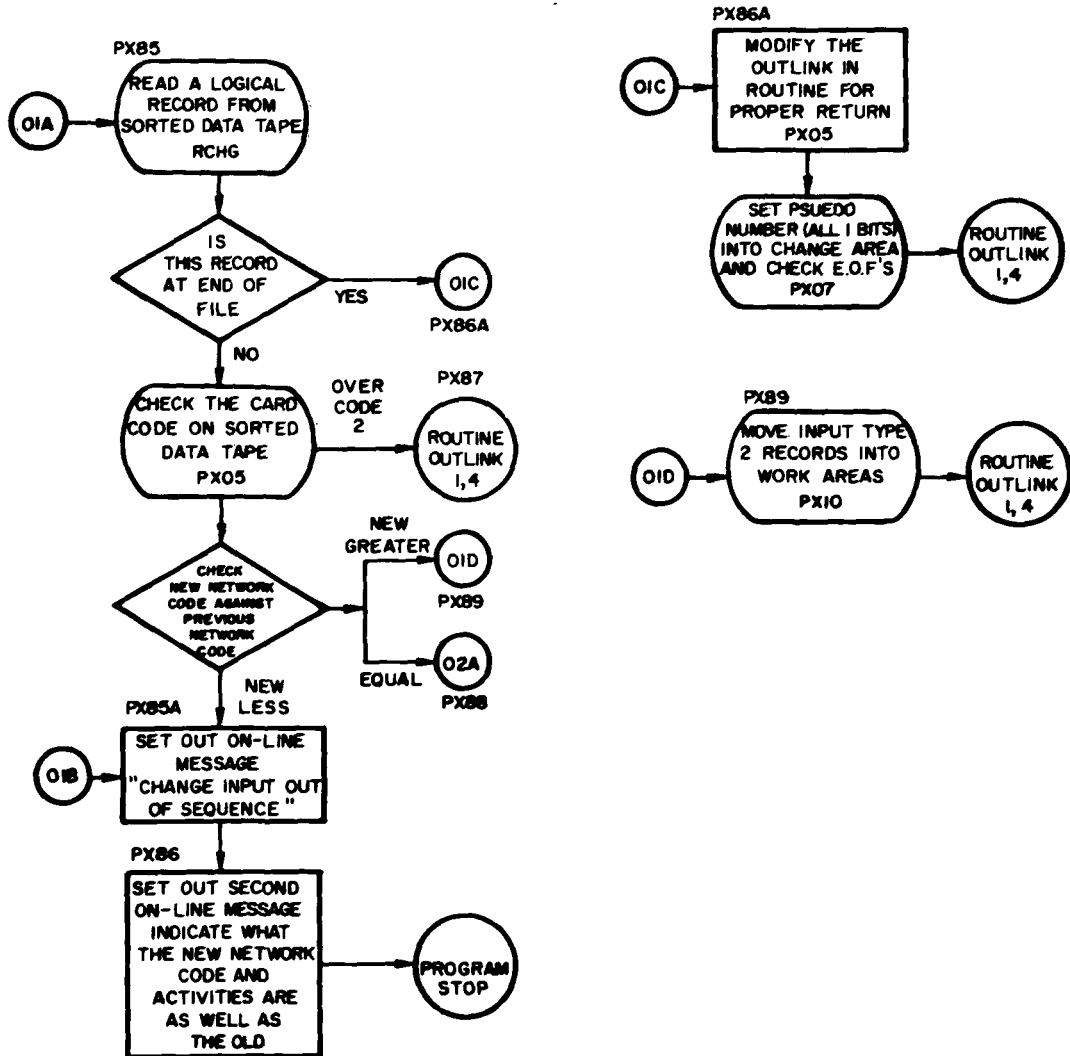 PX85
READ A LOGICAL
RECORD FROM
SORTED DATA TAPE
RCHG
01A
IS
THIS RECORD
AT END OF
FILE
YES
01C
PX86A
NO
CHECK THE CARD
CODE ON SORTED
DATA TAPE
PX05
OVER
CODE
2
PX87
ROUTINE
OUTLINK
1,4
CHECK
NEW NETWORK
CODE AGAINST
PREVIOUS
NETWORK
CODE
NEW
GREATER
01D
PX89
EQUAL
02A
PX88
NEW
LESS
PX85A
01B
SET OUT ON-LINE
MESSAGE
"CHANGE INPUT OUT
OF SEQUENCE"
PX86
SET OUT SECOND
ON-LINE MESSAGE
INDICATE WHAT
THE NEW NETWORK
CODE AND
ACTIVITIES ARE
AS WELL AS
THE OLD
PROGRAM
STOP
PX86A
01C
MODIFY THE
OUTLINK IN
ROUTINE FOR
PROPER RETURN
PX05
SET PSUEDO
NUMBER (ALL 1 BITS)
INTO CHANGE AREA
AND CHECK E.O.F'S
PX07
ROUTINE
OUTLINK
1,4
PX89
01D
MOVE INPUT TYPE
2 RECORDS INTO
WORK AREAS
PX10
ROUTINE
OUTLINK
1,4